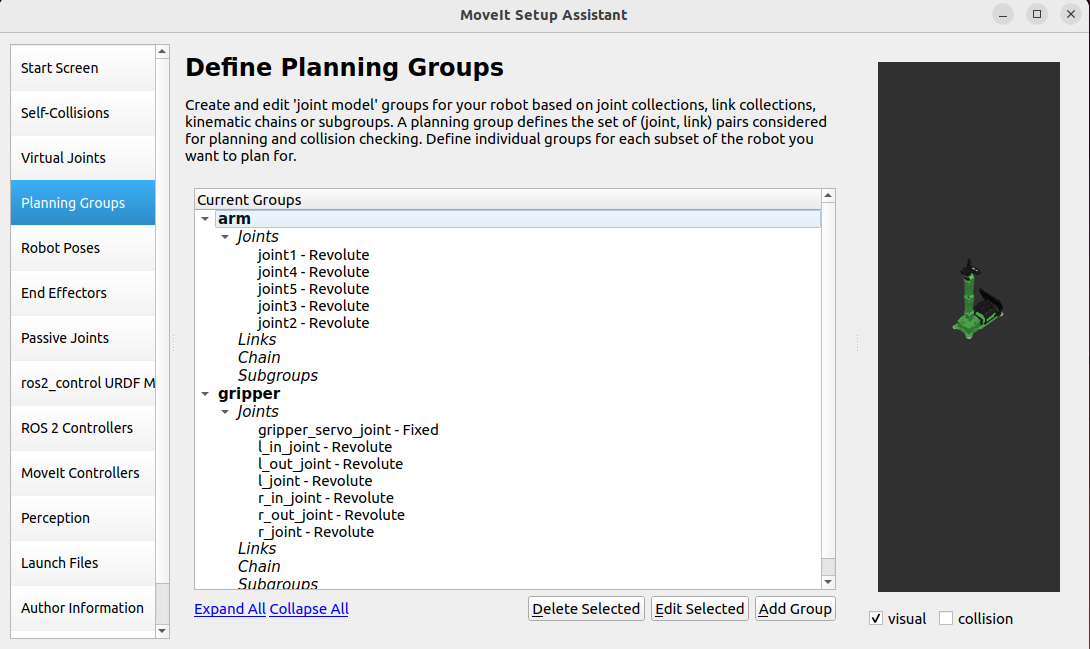 MoveIt Setup Assistant
Start Screen
Self-Collisions
Virtual Joints
Planning Groups
Robot Poses
End Effectors
Passive Joints
ros2_control URDF M
ROS 2 Controllers
MoveIt Controllers
Perception
Launch Files
Author Information
Define Planning Groups
Create and edit 'joint model' groups for your robot based on joint collections, link collections,
kinematic chains or subgroups. A planning group defines the set of (joint, link) pairs considered
for planning and collision checking. Define individual groups for each subset of the robot you
want to plan for.
Current Groups
arm
Joints
joint1 - Revolute
joint4 - Revolute
joint5 - Revolute
joint3 - Revolute
joint2 - Revolute
Links
Chain
Subgroups
gripper
Joints
gripper_servo_joint - Fixed
l_in_joint - Revolute
l_out_joint - Revolute
l_joint - Revolute
r_in_joint - Revolute
r_out_joint - Revolute
r_joint - Revolute
Links
Chain
Subgroups
Expand All Collapse All
Delete Selected
Edit Selected
Add Group
visual
collision